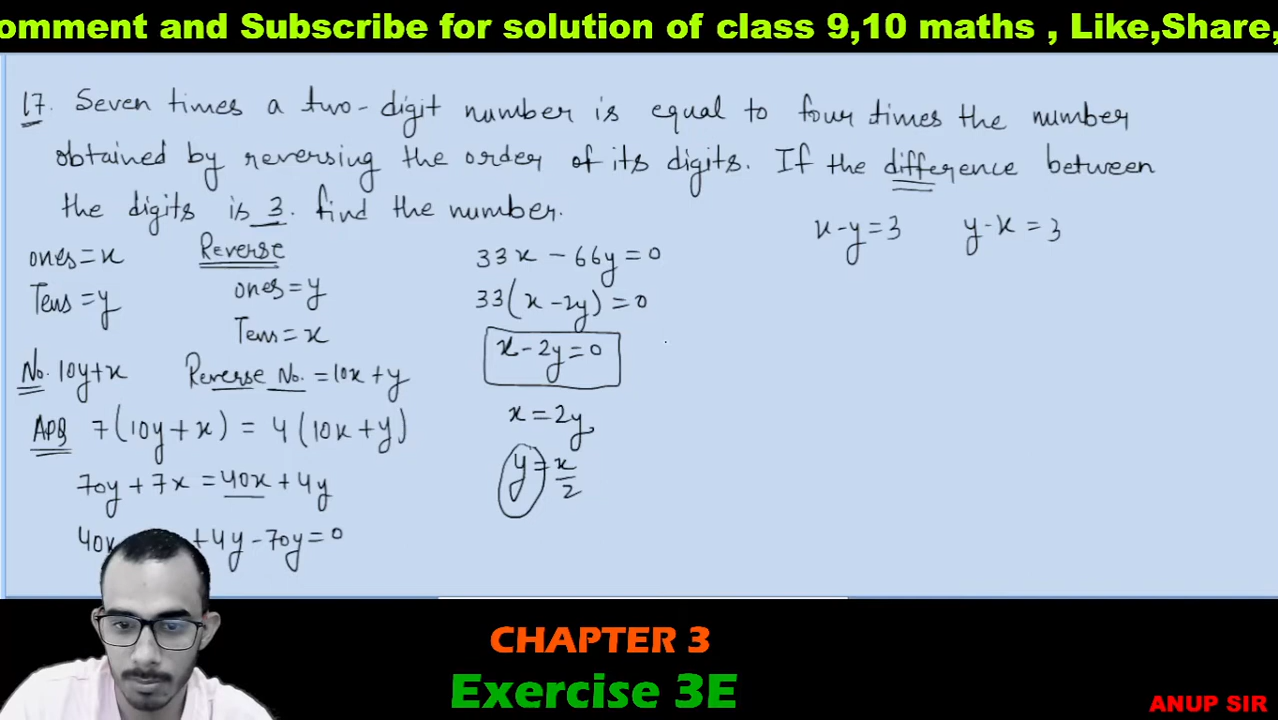 omment and Subscribe for solution of class 9,10 maths , Like,Share,
17. Seven times a two-digit number is equal to four times the number
obtained by reversing the order of its digits. If the difference between
the digits is 3. find the number.
x-y=3 y-x=3
ones=x
Tens=y
Reverse
ones=y
Tens=x
No. 10y+x Reverse No. =10x+y
APQ 7(10y+x) = 4(10x+y)
70y+7x=40x+4y
40x +4y-70y=0
33x-66y=0
33(x-2y)=0
x-2y=0
x=2y
y=x/2
CHAPTER 3
Exercise 3E
ANUP SIR